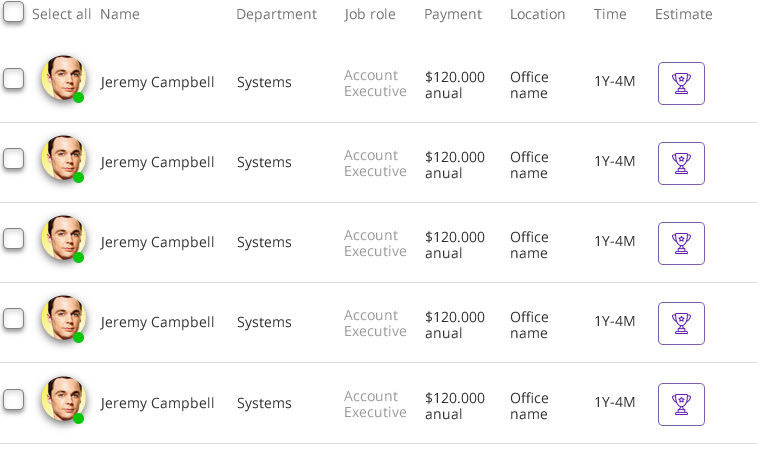 Select all Name Department Job role Payment Location Time Estimate
Jeremy Campbell Systems Account Executive $120.000 anual Office name 1Y-4M
Jeremy Campbell Systems Account Executive $120.000 anual Office name 1Y-4M
Jeremy Campbell Systems Account Executive $120.000 anual Office name 1Y-4M
Jeremy Campbell Systems Account Executive $120.000 anual Office name 1Y-4M
Jeremy Campbell Systems Account Executive $120.000 anual Office name 1Y-4M